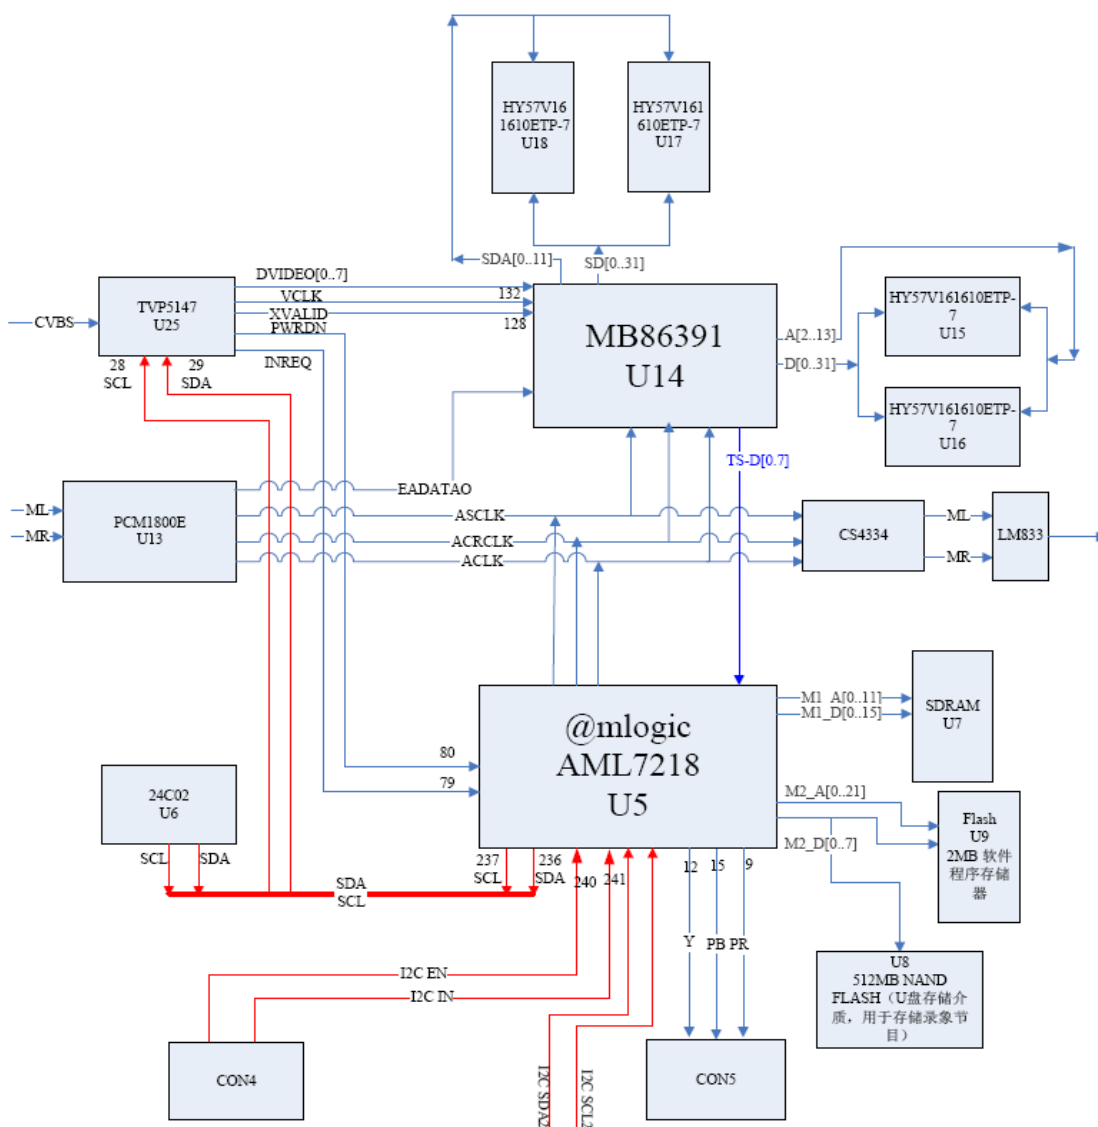 HY57V16
1610ETP-7
U18
HY57V161
610ETP-7
U17
SDA[0..11]
SD[0..31]
DVIDEO[0..7]
VCLK
XVALID
PWRDN
INREQ
132
128
TVP5147
U25
CVBS
28
SCL
29
SDA
MB86391
U14
A[2..13]
D[0..31]
HY57V161610ETP-
7
U15
HY57V161610ETP-
7
U16
TS-D[0.7]
ML
MR
PCM1800E
U13
EADATAO
ASCLK
ACRCLK
ACLK
CS4334
ML
MR
LM833
@mlogic
AML7218
U5
80
79
M1_A[0..11]
M1_D[0..15]
SDRAM
U7
24C02
U6
SCL
SDA
SDA
SCL
237
SCL
236
SDA
240
241
12
15
9
M2_A[0..21]
M2_D[0..7]
Flash
U9
2MB 软件
程序存储
器
Y
PB
PR
U8
512MB NAND
FLASH（U盘存储介
质，用于存储录象节
目）
I2C EN
I2C IN
CON4
I2C SDA2
I2C SCL2
CON5